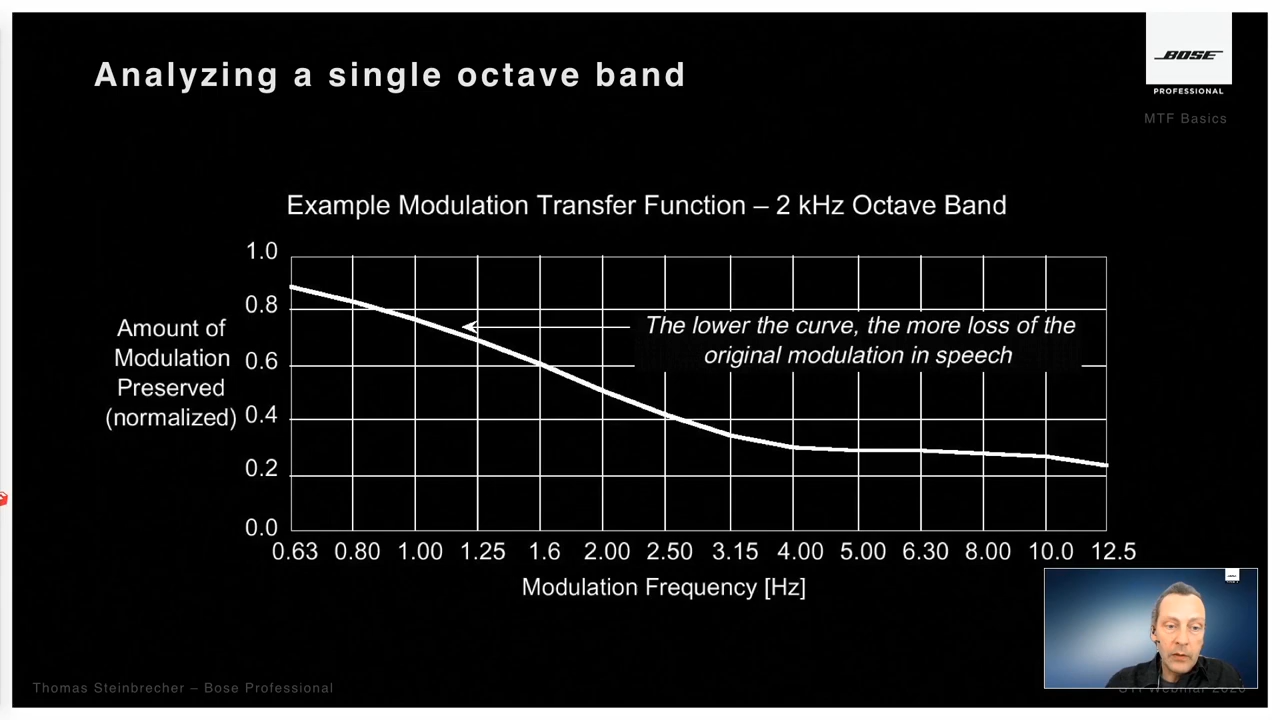 Analyzing a single octave band
BOSE
PROFESSIONAL
MTF Basics
Example Modulation Transfer Function – 2 kHz Octave Band
Amount of
Modulation
Preserved
(normalized)
1.0
0.8
0.6
0.4
0.2
0.0
The lower the curve, the more loss of the
original modulation in speech
0.63 0.80 1.00 1.25 1.6 2.00 2.50 3.15 4.00 5.00 6.30 8.00 10.0 12.5
Modulation Frequency [Hz]
Thomas Steinbrecher – Bose Professional